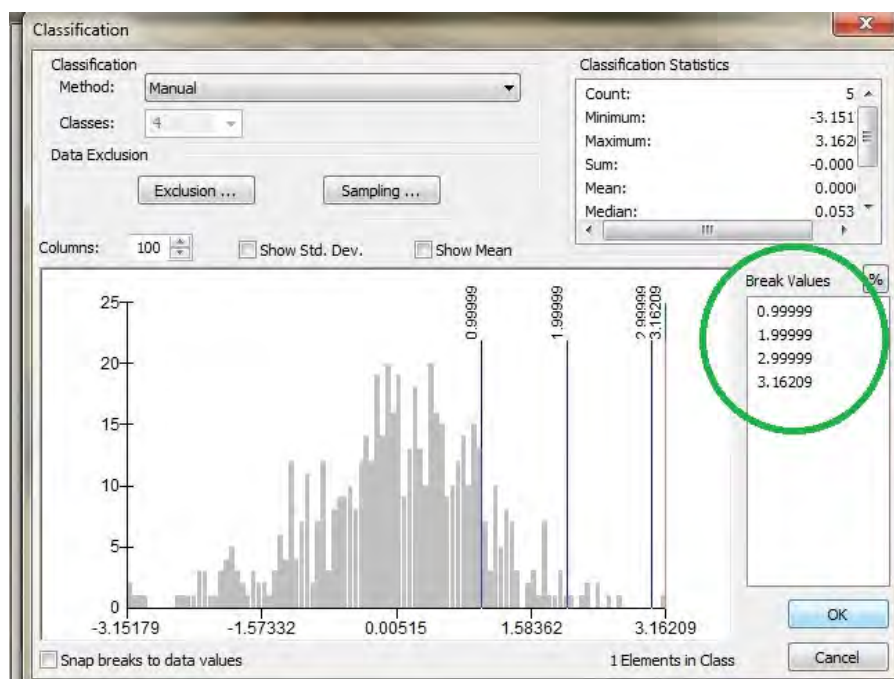 Classification
Classification
Method: Manual
Classes: 4
Data Exclusion
Exclusion ...
Sampling ...
Classification Statistics
Count: 5
Minimum: -3.151
Maximum: 3.162
Sum: -0.000
Mean: 0.000
Median: 0.053
Columns: 100
Show Std. Dev.
Show Mean
Break Values
%
0.99999
1.99999
2.99999
3.16209
0.99999
1.99999
2.99999
3.16209
25
20
15
10
5
0
-3.15179
-1.57332
0.00515
1.58362
3.16209
Snap breaks to data values
1 Elements in Class
OK
Cancel